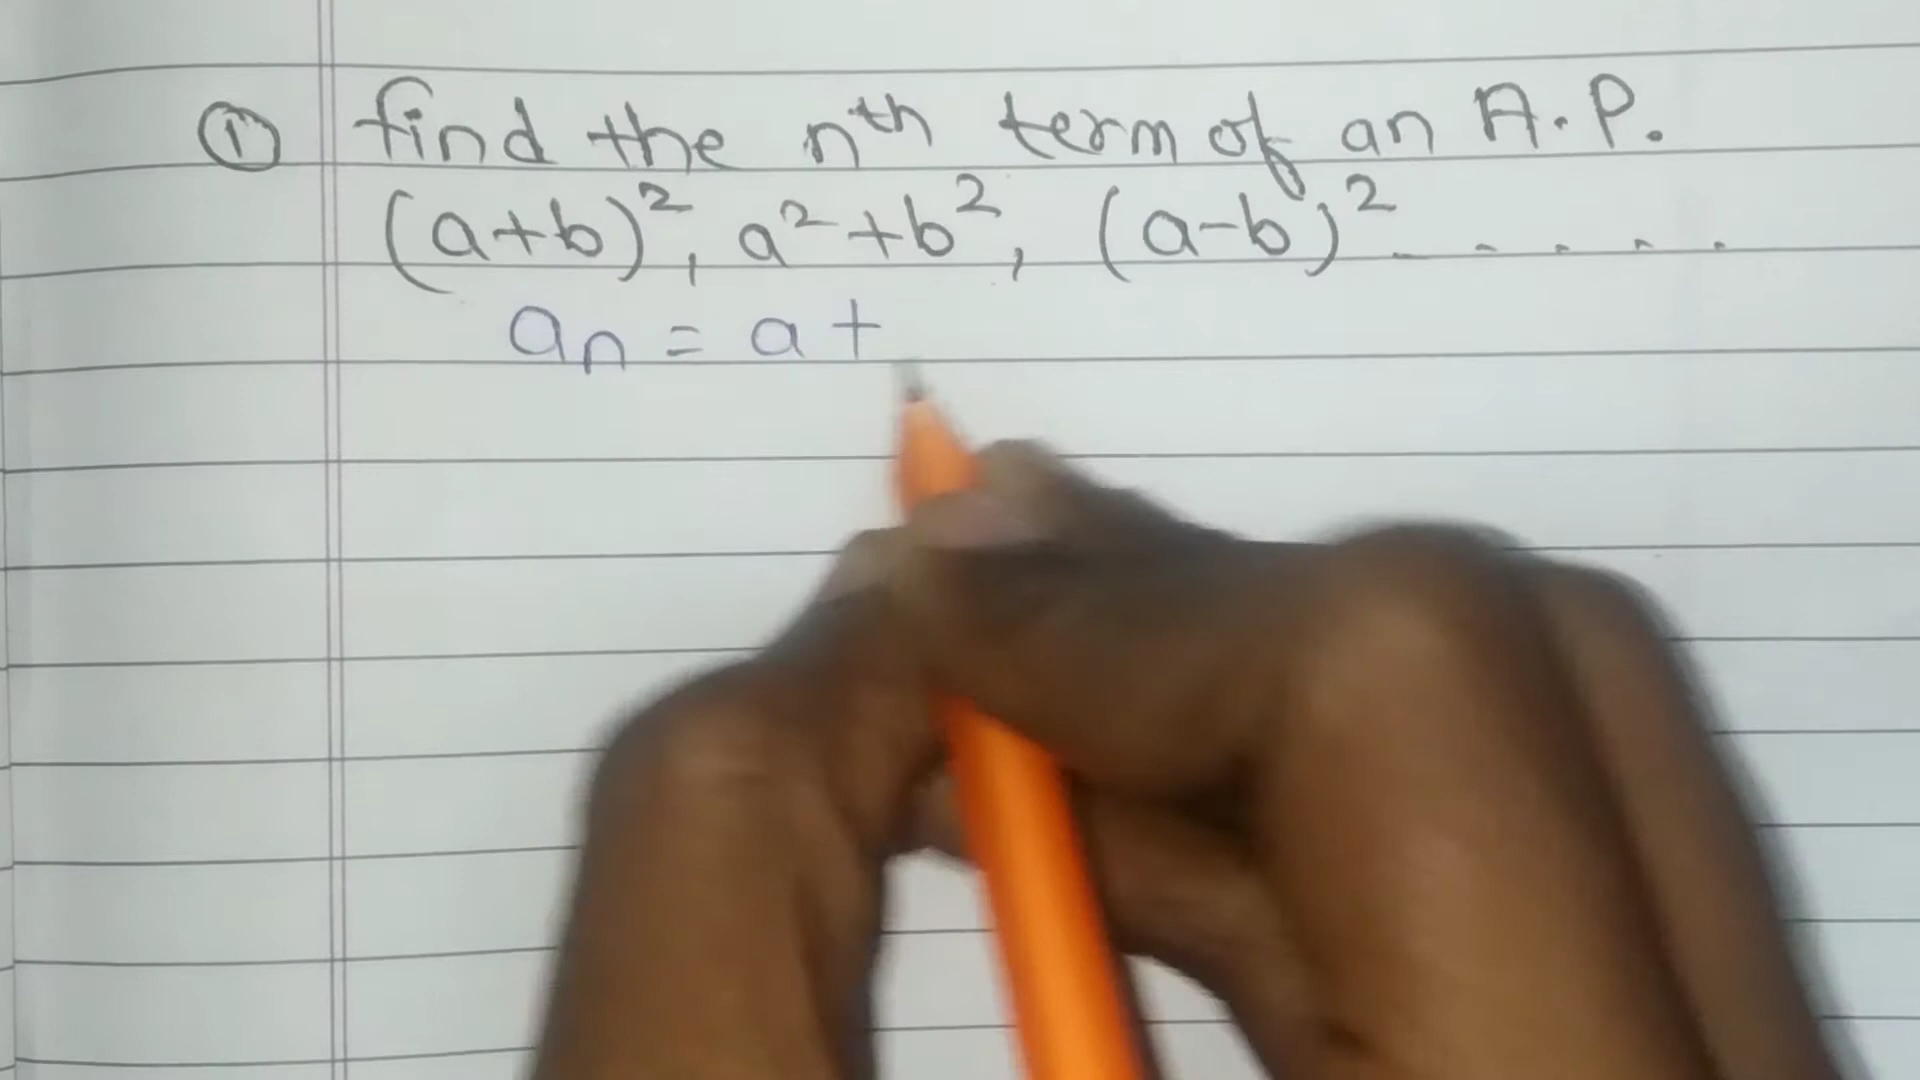 ① find the nᵗʰ term of an A.P.
(a+b)², a²+b², (a-b)² - - - - -
aₙ = a +